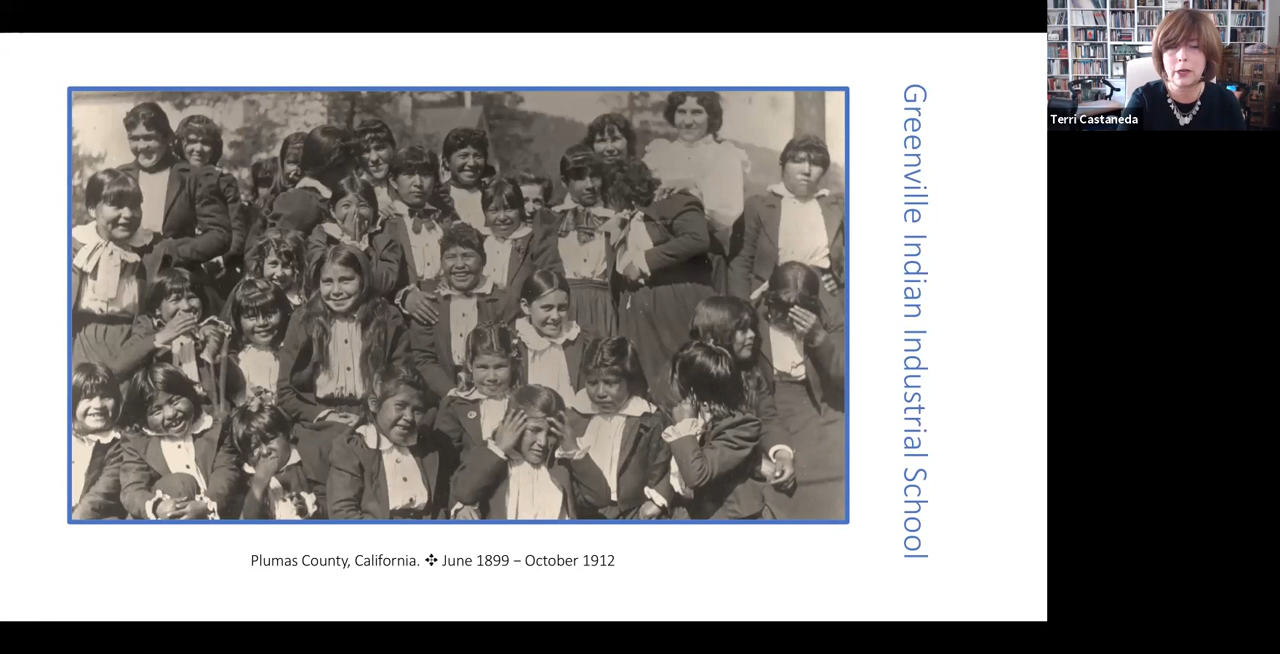 Greenville Indian Industrial School
Plumas County, California. ✣ June 1899 – October 1912
Terri Castaneda